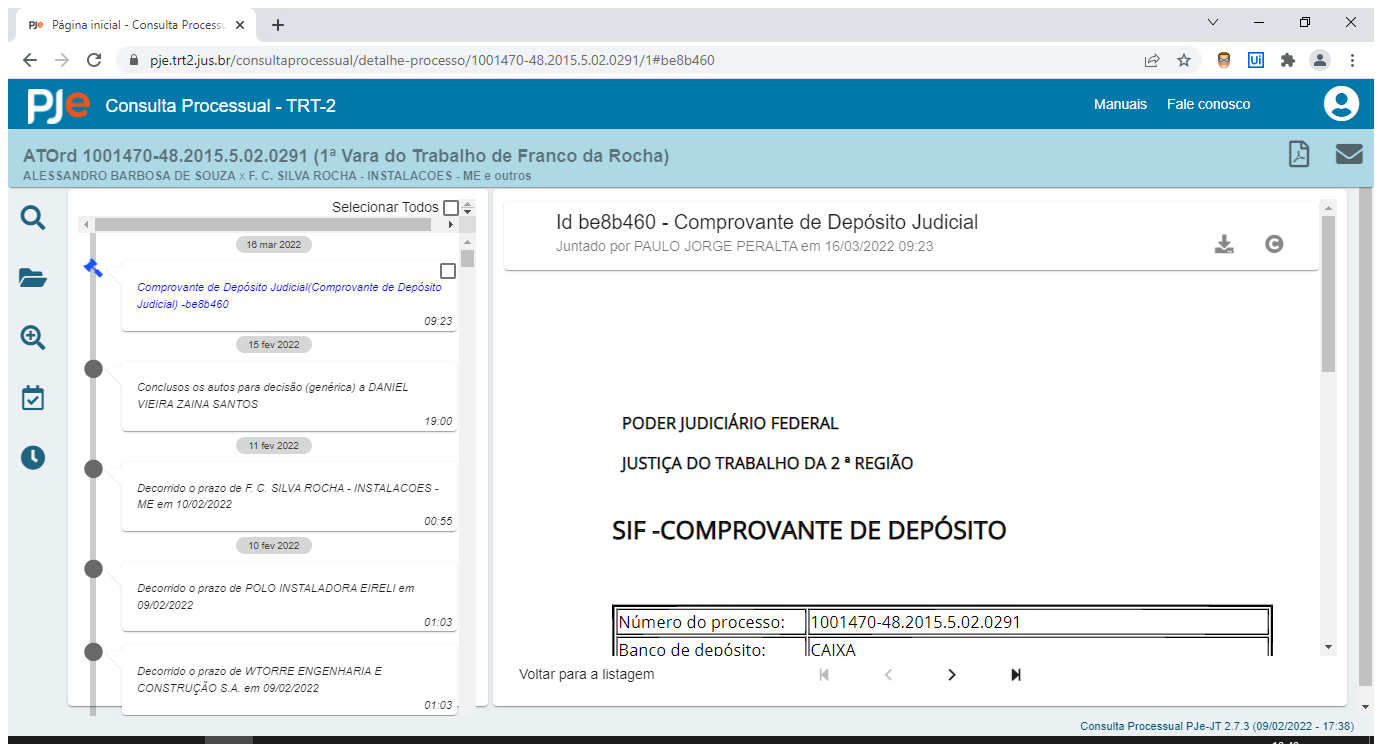 PJe Página inicial - Consulta Process
pje.trt2.jus.br/consultaprocessual/detalhe-processo/1001470-48.2015.5.02.0291/1#be8b460
Ui
PJe Consulta Processual - TRT-2
Manuais Fale conosco
ATOrd 1001470-48.2015.5.02.0291 (1ª Vara do Trabalho de Franco da Rocha)
ALESSANDRO BARBOSA DE SOUZA x F. C. SILVA ROCHA - INSTALACOES - ME e outros
Selecionar Todos
16 mar 2022
Comprovante de Depósito Judicial(Comprovante de Depósito
Judicial) -be8b460
09:23
15 fev 2022
Conclusos os autos para decisão (genérica) a DANIEL
VIEIRA ZAINA SANTOS
19:00
11 fev 2022
Decorrido o prazo de F. C. SILVA ROCHA - INSTALACOES -
ME em 10/02/2022
00:55
10 fev 2022
Decorrido o prazo de POLO INSTALADORA EIRELI em
09/02/2022
01:03
Decorrido o prazo de WTORRE ENGENHARIA E
CONSTRUÇÃO S.A. em 09/02/2022
01:03
Id be8b460 - Comprovante de Depósito Judicial
Juntado por PAULO JORGE PERALTA em 16/03/2022 09:23
PODER JUDICIÁRIO FEDERAL
JUSTIÇA DO TRABALHO DA 2 ª REGIÃO
SIF -COMPROVANTE DE DEPÓSITO
Número do processo: 1001470-48.2015.5.02.0291
Banco de depósito: CAIXA
Voltar para a listagem
Consulta Processual PJe-JT 2.7.3 (09/02/2022 - 17:38)